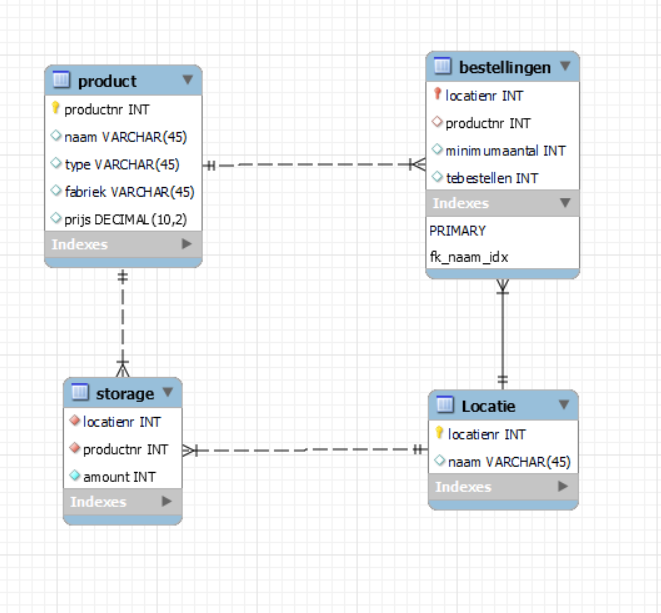 product
productnr INT
naam VARCHAR(45)
type VARCHAR(45)
fabriek VARCHAR(45)
prijs DECIMAL(10,2)
Indexes
bestellingen
locatienr INT
productnr INT
minimumaantal INT
tebestellen INT
Indexes
PRIMARY
fk_naam_idx
storage
locatienr INT
productnr INT
amount INT
Indexes
Locatie
locatienr INT
naam VARCHAR(45)
Indexes